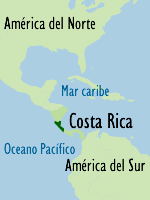 América del Norte
Mar caribe
Costa Rica
Oceano Pacífico
América del Sur